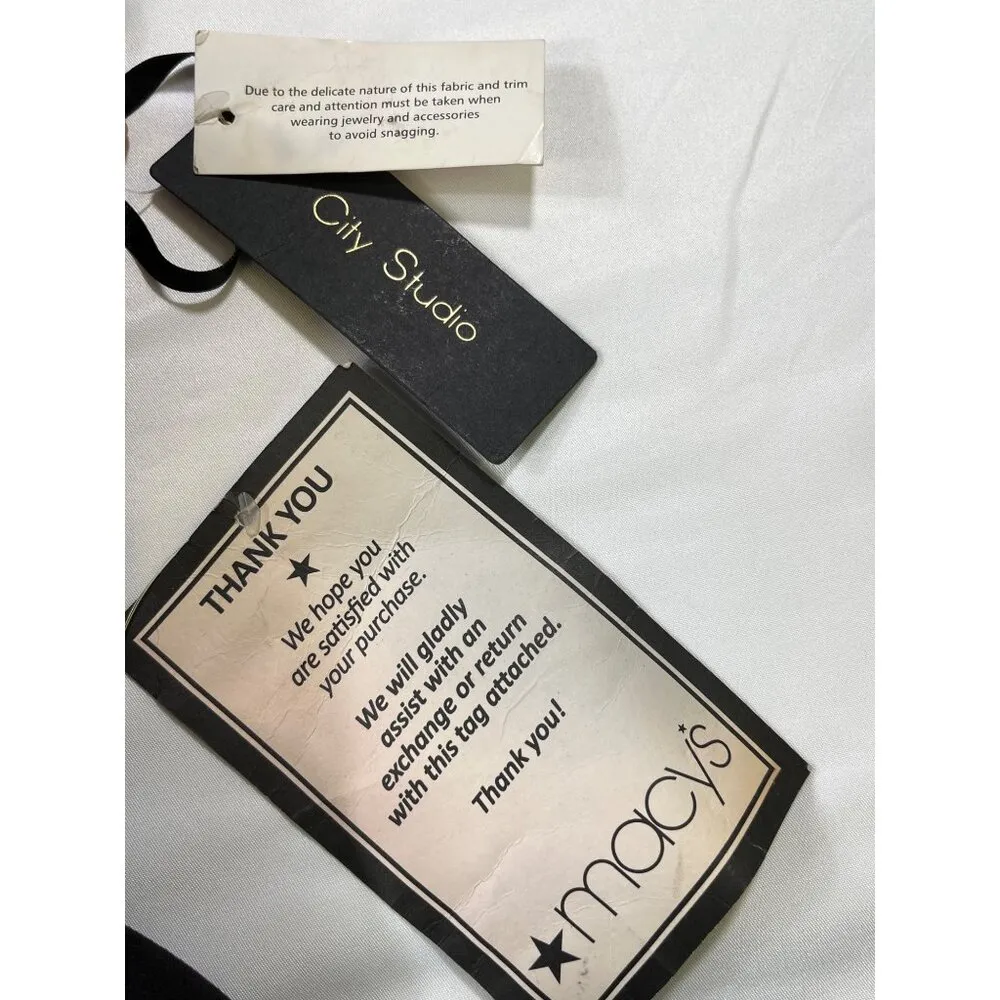 Due to the delicate nature of this fabric and trim
care and attention must be taken when
wearing jewelry and accessories
to avoid snagging.
City Studio
THANK YOU
We hope you
are satisfied with
your purchase.
We will gladly
assist with an
exchange or return
with this tag attached.
Thank you!
macy's